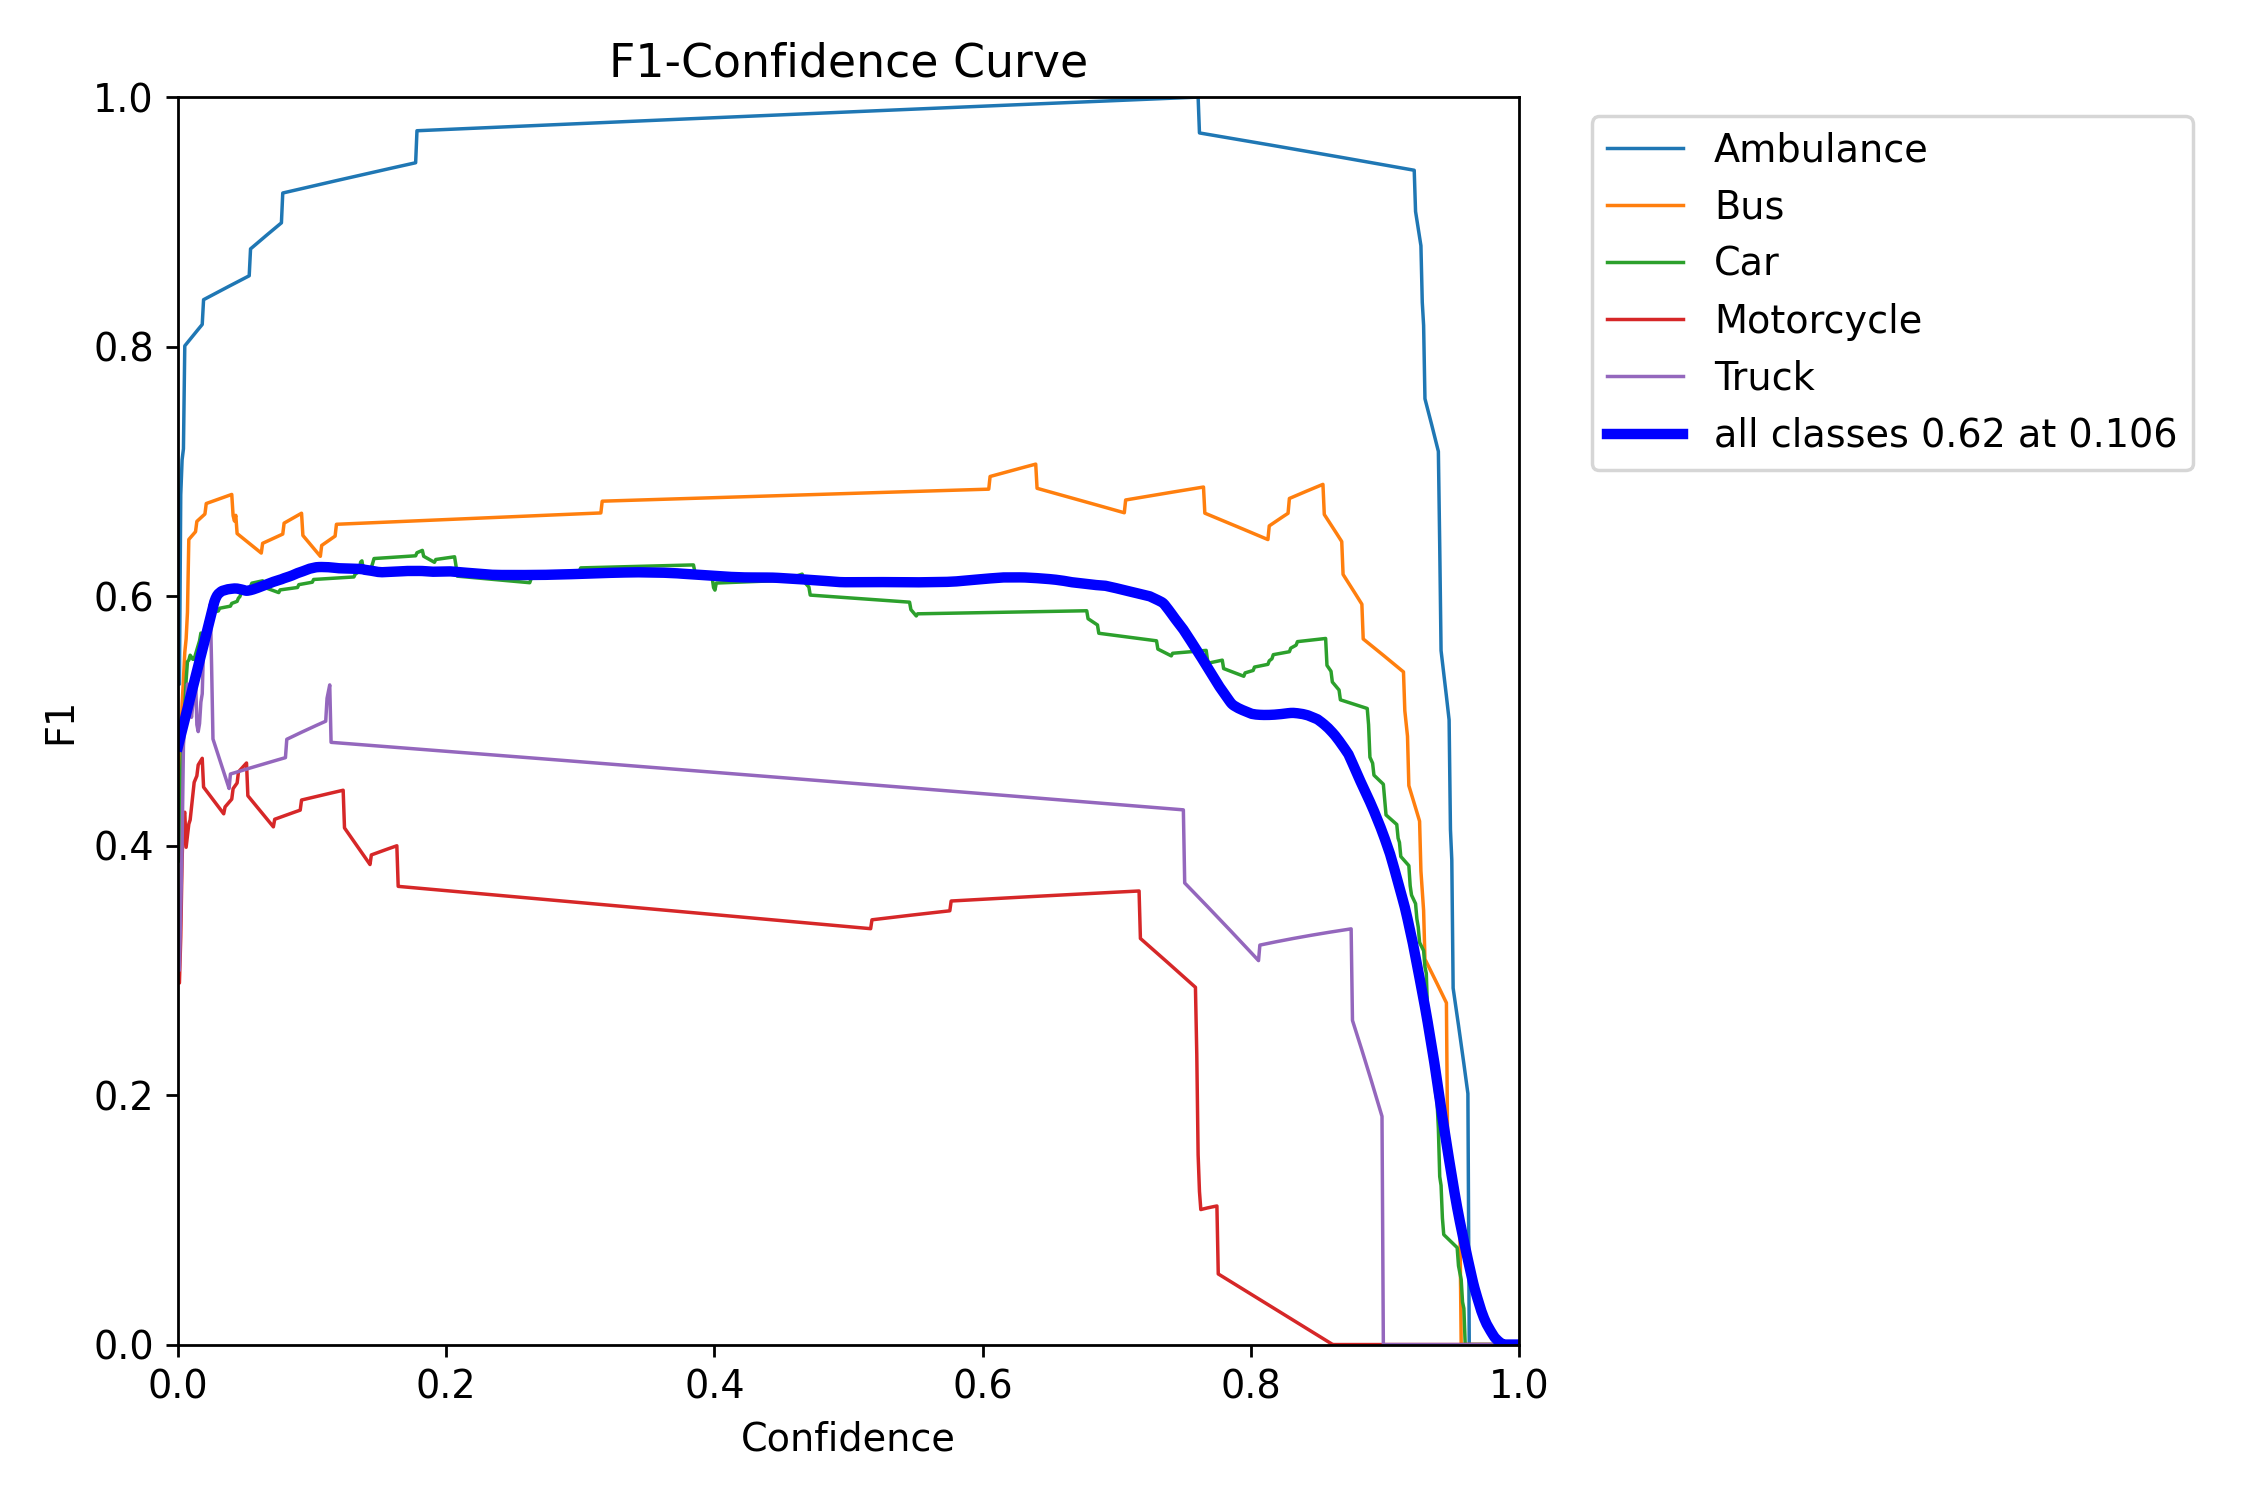 F1-Confidence Curve
1.0
0.8
0.6
0.4
0.2
0.0
F1
0.0 0.2 0.4 0.6 0.8 1.0
Confidence
Ambulance
Bus
Car
Motorcycle
Truck
all classes 0.62 at 0.106